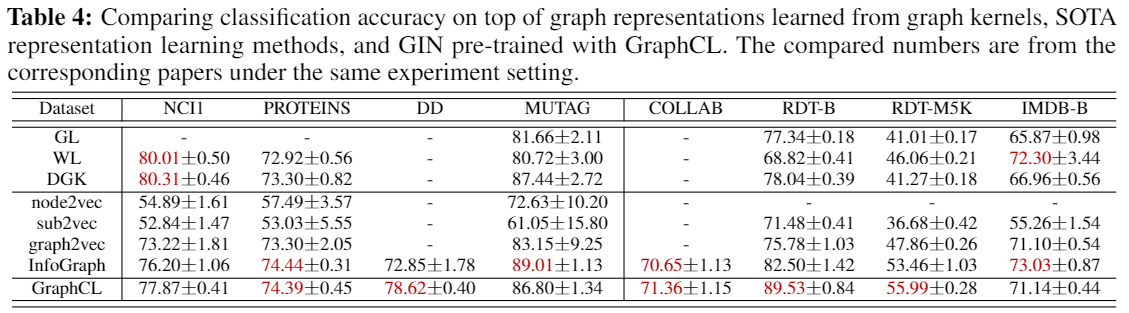 Table 4: Comparing classification accuracy on top of graph representations learned from graph kernels, SOTA
representation learning methods, and GIN pre-trained with GraphCL. The compared numbers are from the
corresponding papers under the same experiment setting.
Dataset NCI1 PROTEINS DD MUTAG COLLAB RDT-B RDT-M5K IMDB-B
GL - - - 81.66±2.11 - 77.34±0.18 41.01±0.17 65.87±0.98
WL 80.01±0.50 72.92±0.56 - 80.72±3.00 - 68.82±0.41 46.06±0.21 72.30±3.44
DGK 80.31±0.46 73.30±0.82 - 87.44±2.72 - 78.04±0.39 41.27±0.18 66.96±0.56
node2vec 54.89±1.61 57.49±3.57 - 72.63±10.20 - - - -
sub2vec 52.84±1.47 53.03±5.55 - 61.05±15.80 - 71.48±0.41 36.68±0.42 55.26±1.54
graph2vec 73.22±1.81 73.30±2.05 - 83.15±9.25 - 75.78±1.03 47.86±0.26 71.10±0.54
InfoGraph 76.20±1.06 74.44±0.31 72.85±1.78 89.01±1.13 70.65±1.13 82.50±1.42 53.46±1.03 73.03±0.87
GraphCL 77.87±0.41 74.39±0.45 78.62±0.40 86.80±1.34 71.36±1.15 89.53±0.84 55.99±0.28 71.14±0.44